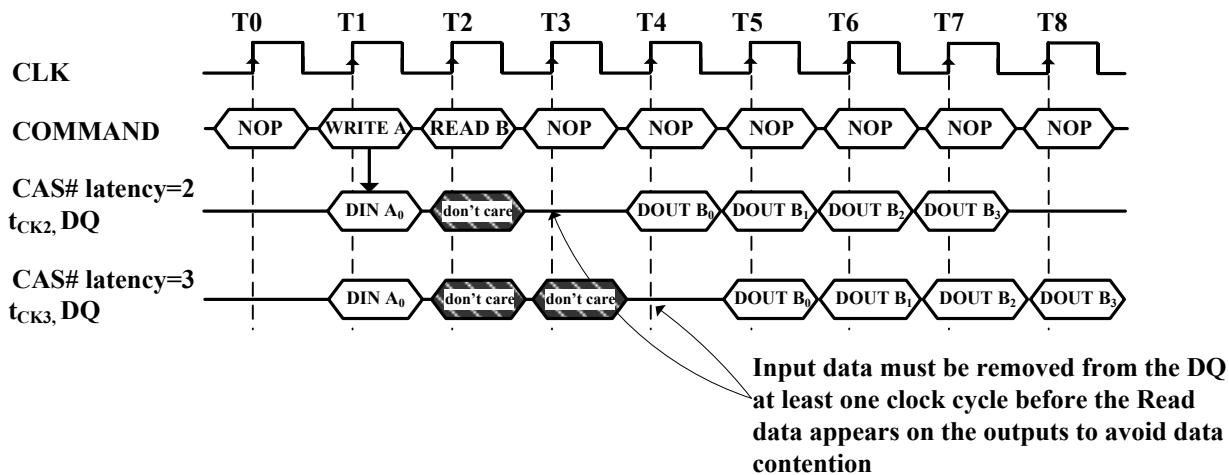 T0 T1 T2 T3 T4 T5 T6 T7 T8
CLK
COMMAND NOP WRITE A READ B NOP NOP NOP NOP NOP NOP
CAS# latency=2
tCK2, DQ DIN A0 don't care DOUT B0 DOUT B1 DOUT B2 DOUT B3
CAS# latency=3
tCK3, DQ DIN A0 don't care don't care DOUT B0 DOUT B1 DOUT B2 DOUT B3
Input data must be removed from the DQ
at least one clock cycle before the Read
data appears on the outputs to avoid data
contention